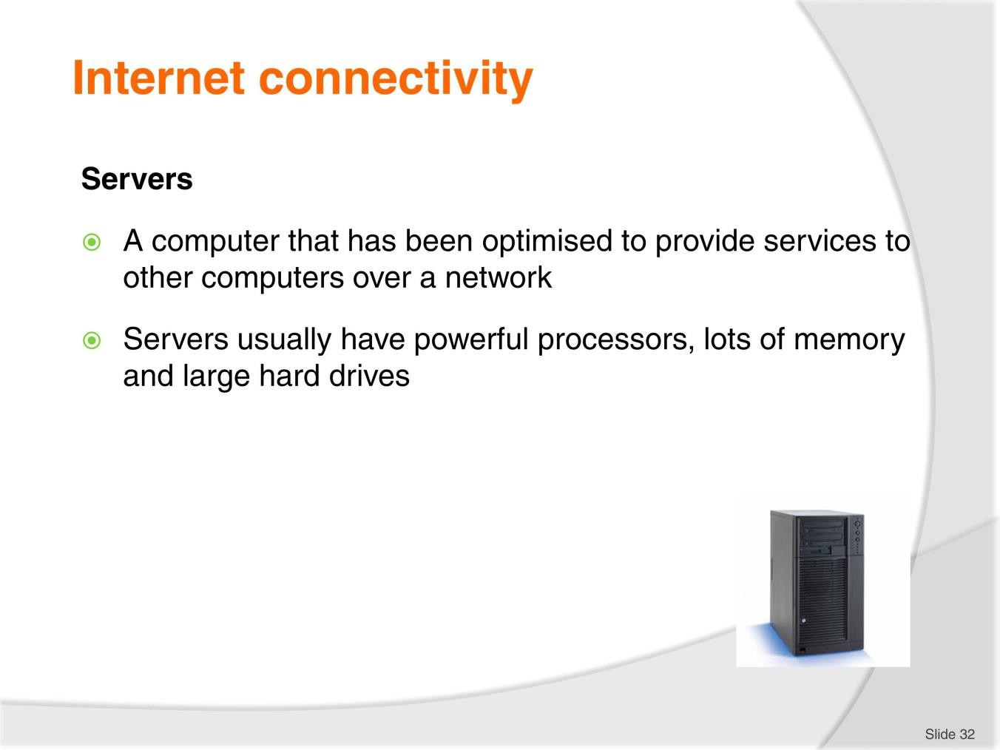 Internet connectivity
Servers
A computer that has been optimised to provide services to
other computers over a network
Servers usually have powerful processors, lots of memory
and large hard drives
Slide 32